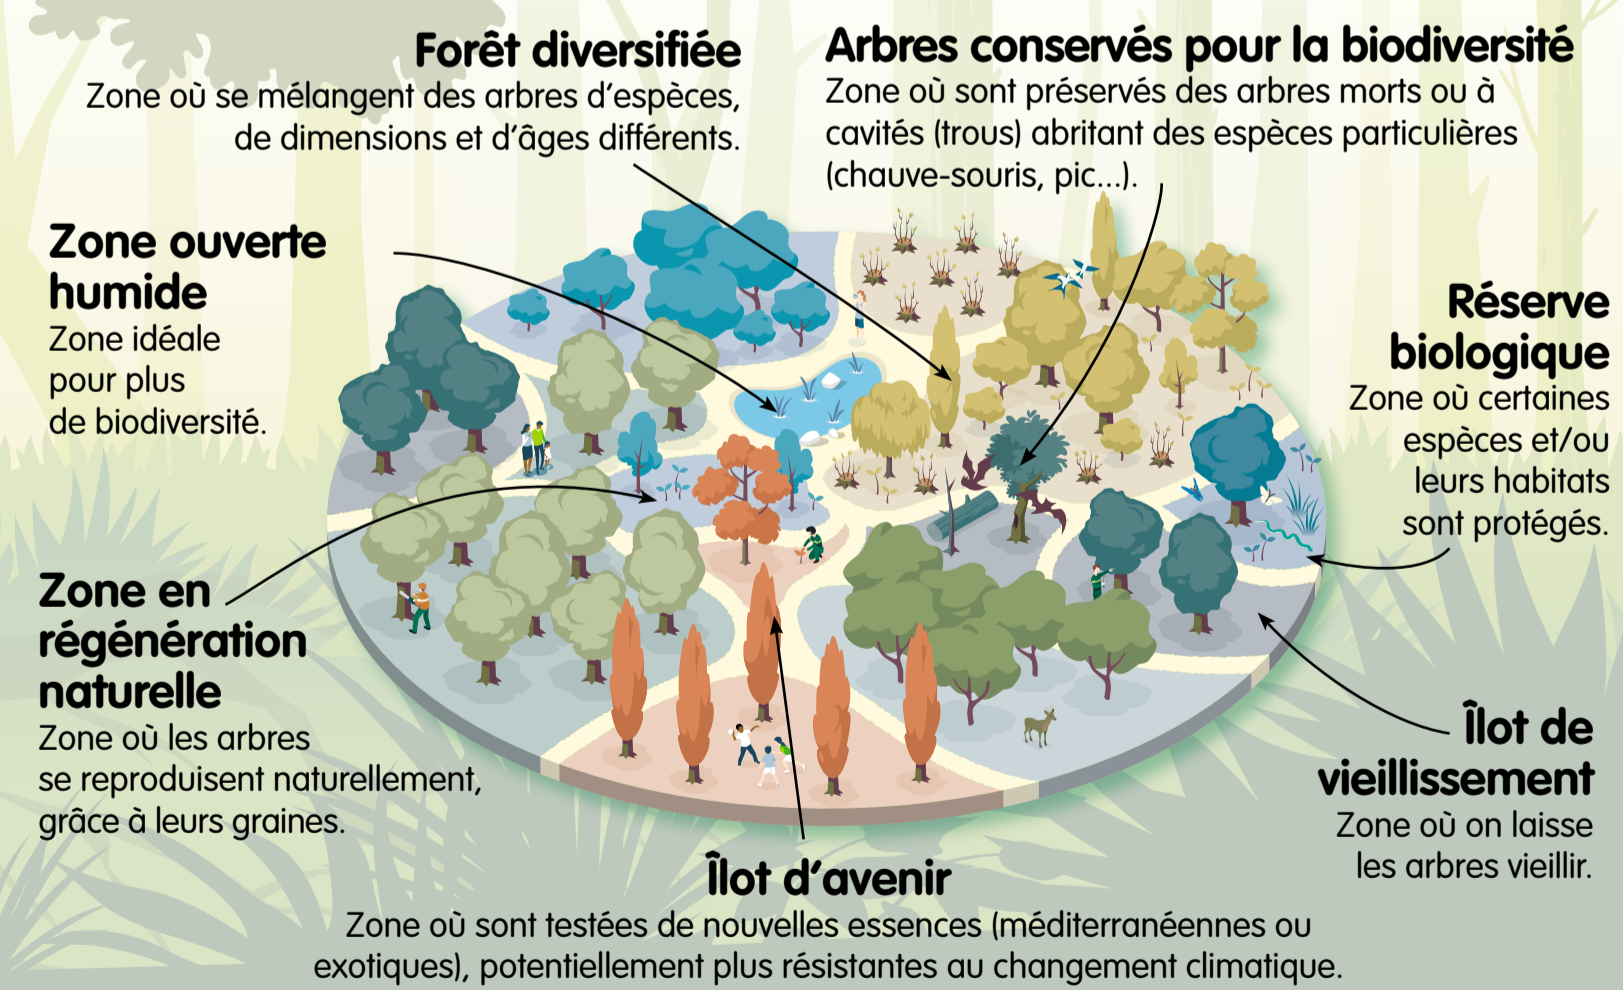 Forêt diversifiée
Zone où se mélangent des arbres d’espèces,
de dimensions et d’âges différents.
Arbres conservés pour la biodiversité
Zone où sont préservés des arbres morts ou à
cavités (trous) abritant des espèces particulières
(chauve-souris, pic...).
Zone ouverte
humide
Zone idéale
pour plus
de biodiversité.
Réserve
biologique
Zone où certaines
espèces et/ou
leurs habitats
sont protégés.
Zone en
régénération
naturelle
Zone où les arbres
se reproduisent naturellement,
grâce à leurs graines.
Îlot de
vieillissement
Zone où on laisse
les arbres vieillir.
Îlot d’avenir
Zone où sont testées de nouvelles essences (méditerranéennes ou
exotiques), potentiellement plus résistantes au changement climatique.